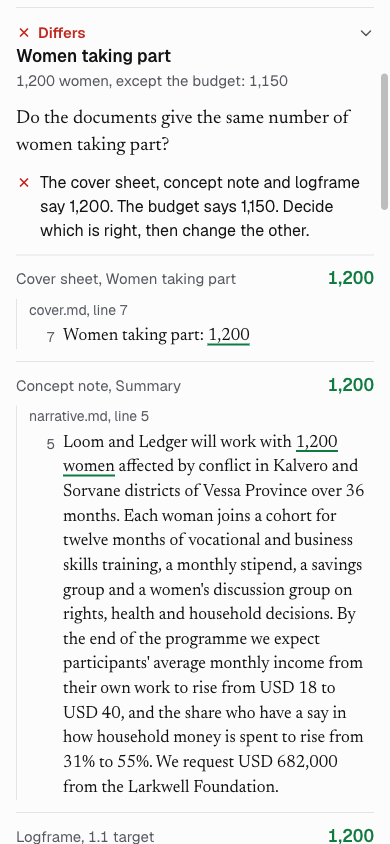 × Differs
Women taking part
1,200 women, except the budget: 1,150
Do the documents give the same number of
women taking part?
× The cover sheet, concept note and logframe
say 1,200. The budget says 1,150. Decide
which is right, then change the other.
Cover sheet, Women taking part 1,200
cover.md, line 7
7 Women taking part: 1,200
Concept note, Summary 1,200
narrative.md, line 5
5 Loom and Ledger will work with 1,200
women affected by conflict in Kalvero and
Sorvane districts of Vessa Province over 36
months. Each woman joins a cohort for
twelve months of vocational and business
skills training, a monthly stipend, a savings
group and a women's discussion group on
rights, health and household decisions. By
the end of the programme we expect
participants' average monthly income from
their own work to rise from USD 18 to
USD 40, and the share who have a say in
how household money is spent to rise from
31% to 55%. We request USD 682,000
from the Larkwell Foundation.
Logframe, 1.1 target 1,200